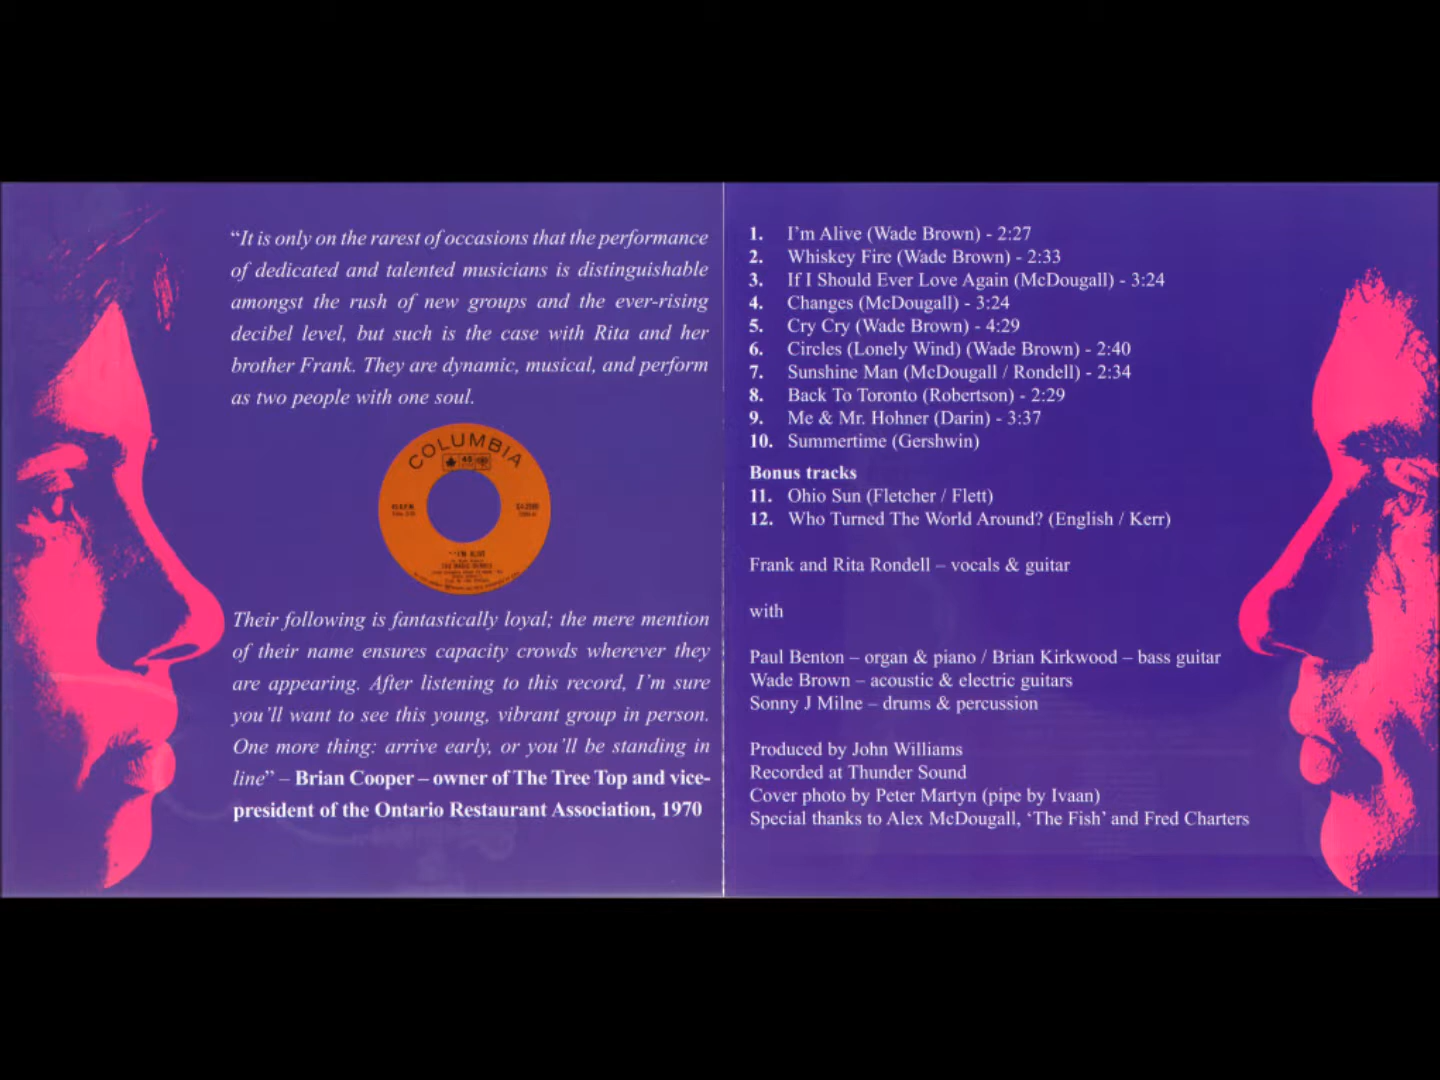 “It is only on the rarest of occasions that the performance
of dedicated and talented musicians is distinguishable
amongst the rush of new groups and the ever-rising
decibel level, but such is the case with Rita and her
brother Frank. They are dynamic, musical, and perform
as two people with one soul.
COLUMBIA
45
Their following is fantastically loyal; the mere mention
of their name ensures capacity crowds wherever they
are appearing. After listening to this record, I’m sure
you’ll want to see this young, vibrant group in person.
One more thing: arrive early, or you’ll be standing in
line” – Brian Cooper – owner of The Tree Top and vice-
president of the Ontario Restaurant Association, 1970
1. I’m Alive (Wade Brown) - 2:27
2. Whiskey Fire (Wade Brown) - 2:33
3. If I Should Ever Love Again (McDougall) - 3:24
4. Changes (McDougall) - 3:24
5. Cry Cry (Wade Brown) - 4:29
6. Circles (Lonely Wind) (Wade Brown) - 2:40
7. Sunshine Man (McDougall / Rondell) - 2:34
8. Back To Toronto (Robertson) - 2:29
9. Me & Mr. Hohner (Darin) - 3:37
10. Summertime (Gershwin)
Bonus tracks
11. Ohio Sun (Fletcher / Flett)
12. Who Turned The World Around? (English / Kerr)
Frank and Rita Rondell – vocals & guitar
with
Paul Benton – organ & piano / Brian Kirkwood – bass guitar
Wade Brown – acoustic & electric guitars
Sonny J Milne – drums & percussion
Produced by John Williams
Recorded at Thunder Sound
Cover photo by Peter Martyn (pipe by Ivaan)
Special thanks to Alex McDougall, ‘The Fish’ and Fred Charters